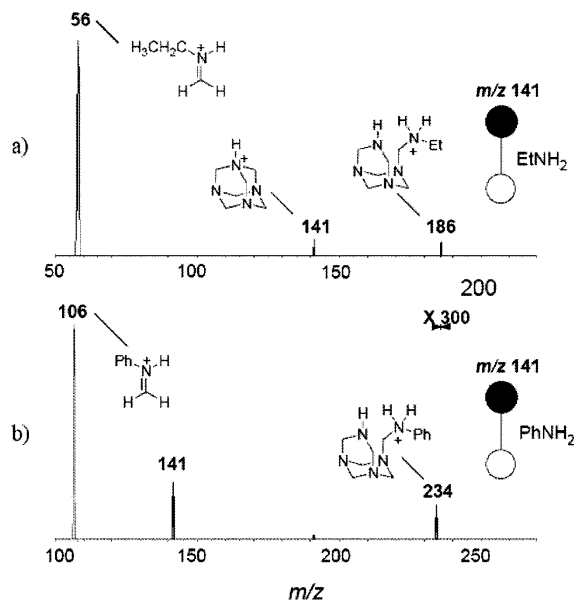 56
H₃CH₂C
N
+
H
H
H
m/z 141
H
N
+
N
N
N
H
N
H H
N
+
Et
N
N
N
EtNH₂
a)
141
186
50
100
150
200
X 300
106
Ph
N
+
H
H
H
m/z 141
H
N
H H
N
+
Ph
N
N
N
PhNH₂
b)
141
234
100
150
200
250
m/z